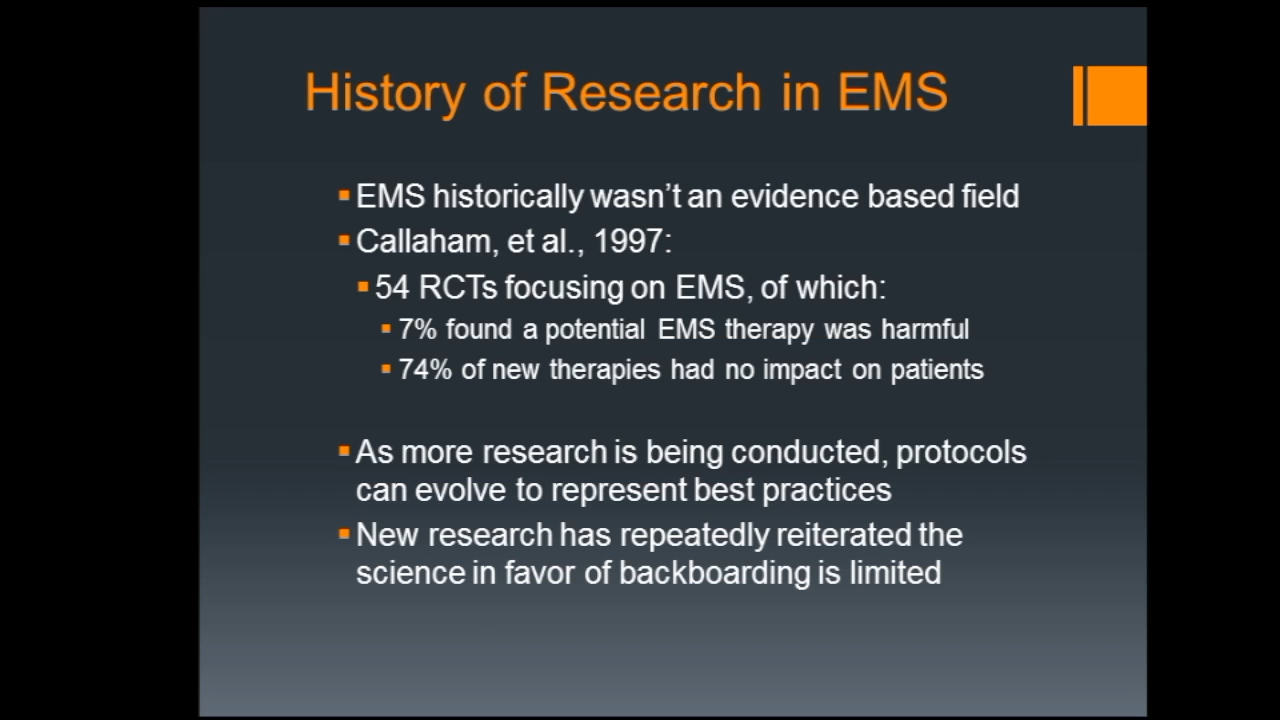 History of Research in EMS
▪EMS historically wasn’t an evidence based field
▪Callaham, et al., 1997:
▪54 RCTs focusing on EMS, of which:
▪7% found a potential EMS therapy was harmful
▪74% of new therapies had no impact on patients
▪As more research is being conducted, protocols
can evolve to represent best practices
▪New research has repeatedly reiterated the
science in favor of backboarding is limited